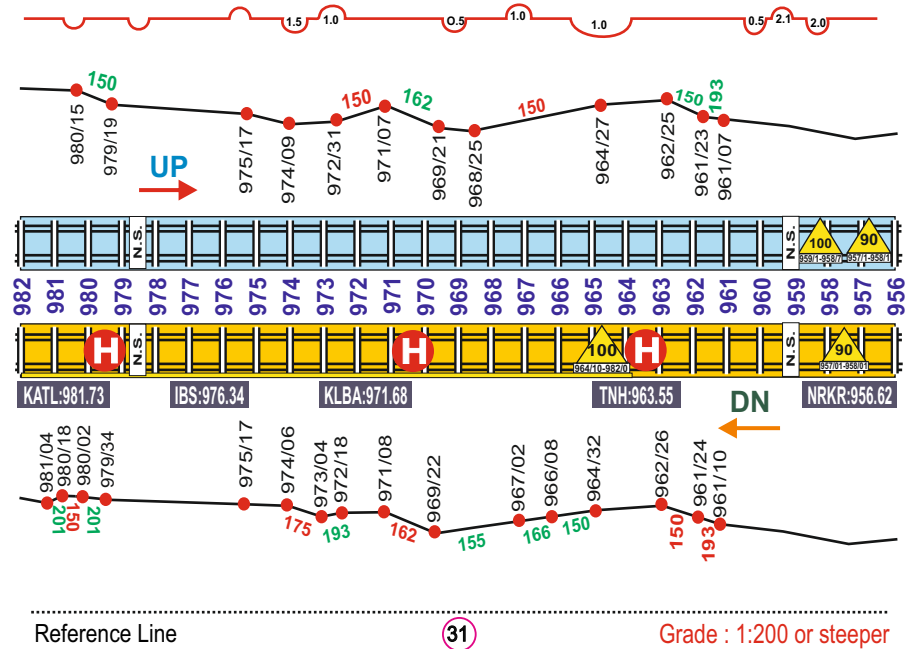 1.5 1.0 O.5 1.0 1.0 0.5 2.1 2.0
150 150 162 150 150 193
980/15 979/19 975/17 974/09 972/31 971/07 969/21 968/25 964/27 962/25 961/23 961/07
UP
N.S. N.S. 100 90
959/1-958/7 957/1-958/1
982 981 980 979 978 977 976 975 974 973 972 971 970 969 968 967 966 965 964 963 962 961 960 959 958 957 956
H N.S. H 100 H N.S. 90
964/10-982/0 957/01-958/01
KATL:981.73 IBS:976.34 KLBA:971.68 TNH:963.55 NRKR:956.62
DN
981/04 980/18 980/02 979/34 975/17 974/06 973/04 972/18 971/08 969/22 967/02 966/08 964/32 962/26 961/24 961/10
201 150 201 175 193 162 155 166 150 150 193
Reference Line 31 Grade : 1:200 or steeper